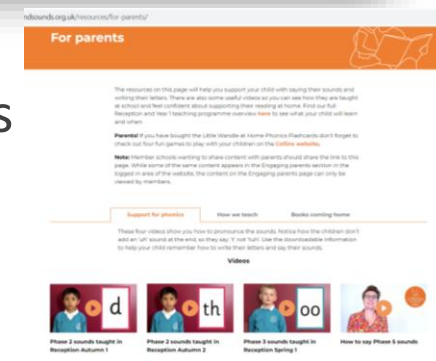 ndsounds.org.uk/resources/for-parents/
For parents
s
The resources on this page will help you support your child with saying their sounds and
writing their letters. There are also some useful videos so you can see how they are taught
at school and feel confident about supporting their reading at home. Find our full
Reception and Year 1 teaching programme overview here to see what your child will learn
and when.
Parents! If you have bought the Little Wandle at Home Phonics Flashcards don't forget to
check out four fun games to play with your children on the Collins website.
Note: Member schools wanting to share content with parents should share the link to this
page. While some of the same content appears in the Engaging parents section in the
logged in area of the website, the content on the Engaging parents page can only be
viewed by members.
Support for phonics How we teach Books coming home
These four videos show you how to pronounce the sounds. Notice how the children don't
add an 'uh' sound at the end, so they say: 't' not 'tuh'. Use the downloadable information
to help your child remember how to write their letters and say their sounds.
Videos
d th oo
Phase 2 sounds taught in Phase 2 sounds taught in Phase 3 sounds taught in How to say Phase 5 sounds
Reception Autumn 1 Reception Autumn 2 Reception Spring 1